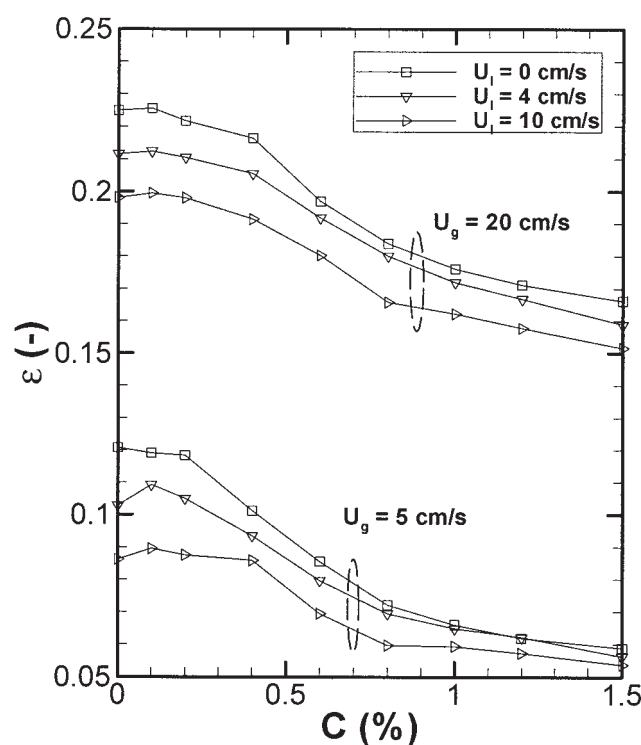 0.25
U_l = 0 cm/s
U_l = 4 cm/s
U_l = 10 cm/s
0.2
U_g = 20 cm/s
0.15
ε (-)
0.1
U_g = 5 cm/s
0.05
0 0.5 1 1.5
C (%)